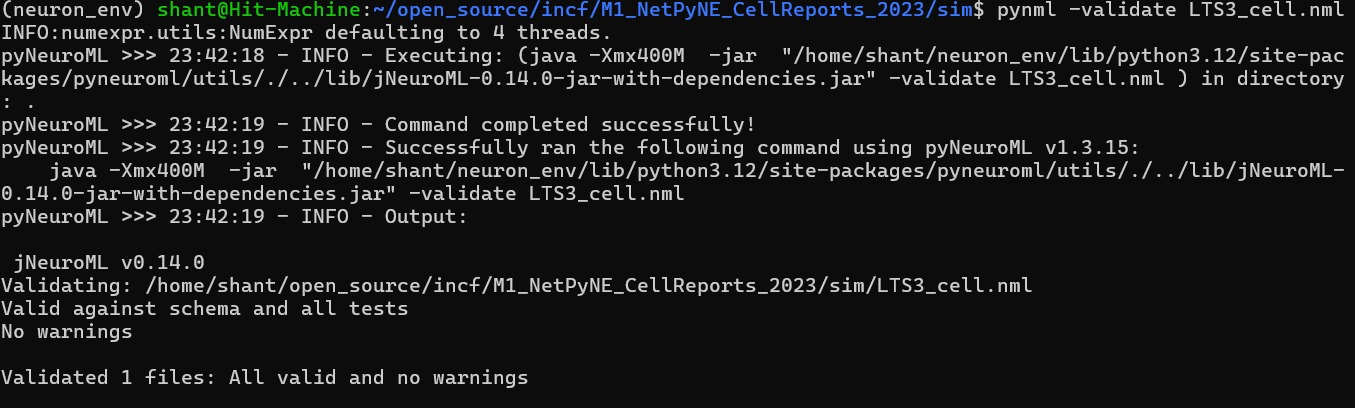 (neuron_env) shant@Hit-Machine:~/open_source/incf/M1_NetPyNE_CellReports_2023/sim$ pynml -validate LTS3_cell.nml
INFO:numexpr.utils:NumExpr defaulting to 4 threads.
pyNeuroML >>> 23:42:18 - INFO - Executing: (java -Xmx400M  -jar  "/home/shant/neuron_env/lib/python3.12/site-pac
kages/pyneuroml/utils/./../lib/jNeuroML-0.14.0-jar-with-dependencies.jar" -validate LTS3_cell.nml ) in directory
: .
pyNeuroML >>> 23:42:19 - INFO - Command completed successfully!
pyNeuroML >>> 23:42:19 - INFO - Successfully ran the following command using pyNeuroML v1.3.15:
    java -Xmx400M  -jar  "/home/shant/neuron_env/lib/python3.12/site-packages/pyneuroml/utils/./../lib/jNeuroML-
0.14.0-jar-with-dependencies.jar" -validate LTS3_cell.nml
pyNeuroML >>> 23:42:19 - INFO - Output:
 jNeuroML v0.14.0
Validating: /home/shant/open_source/incf/M1_NetPyNE_CellReports_2023/sim/LTS3_cell.nml
Valid against schema and all tests
No warnings
Validated 1 files: All valid and no warnings